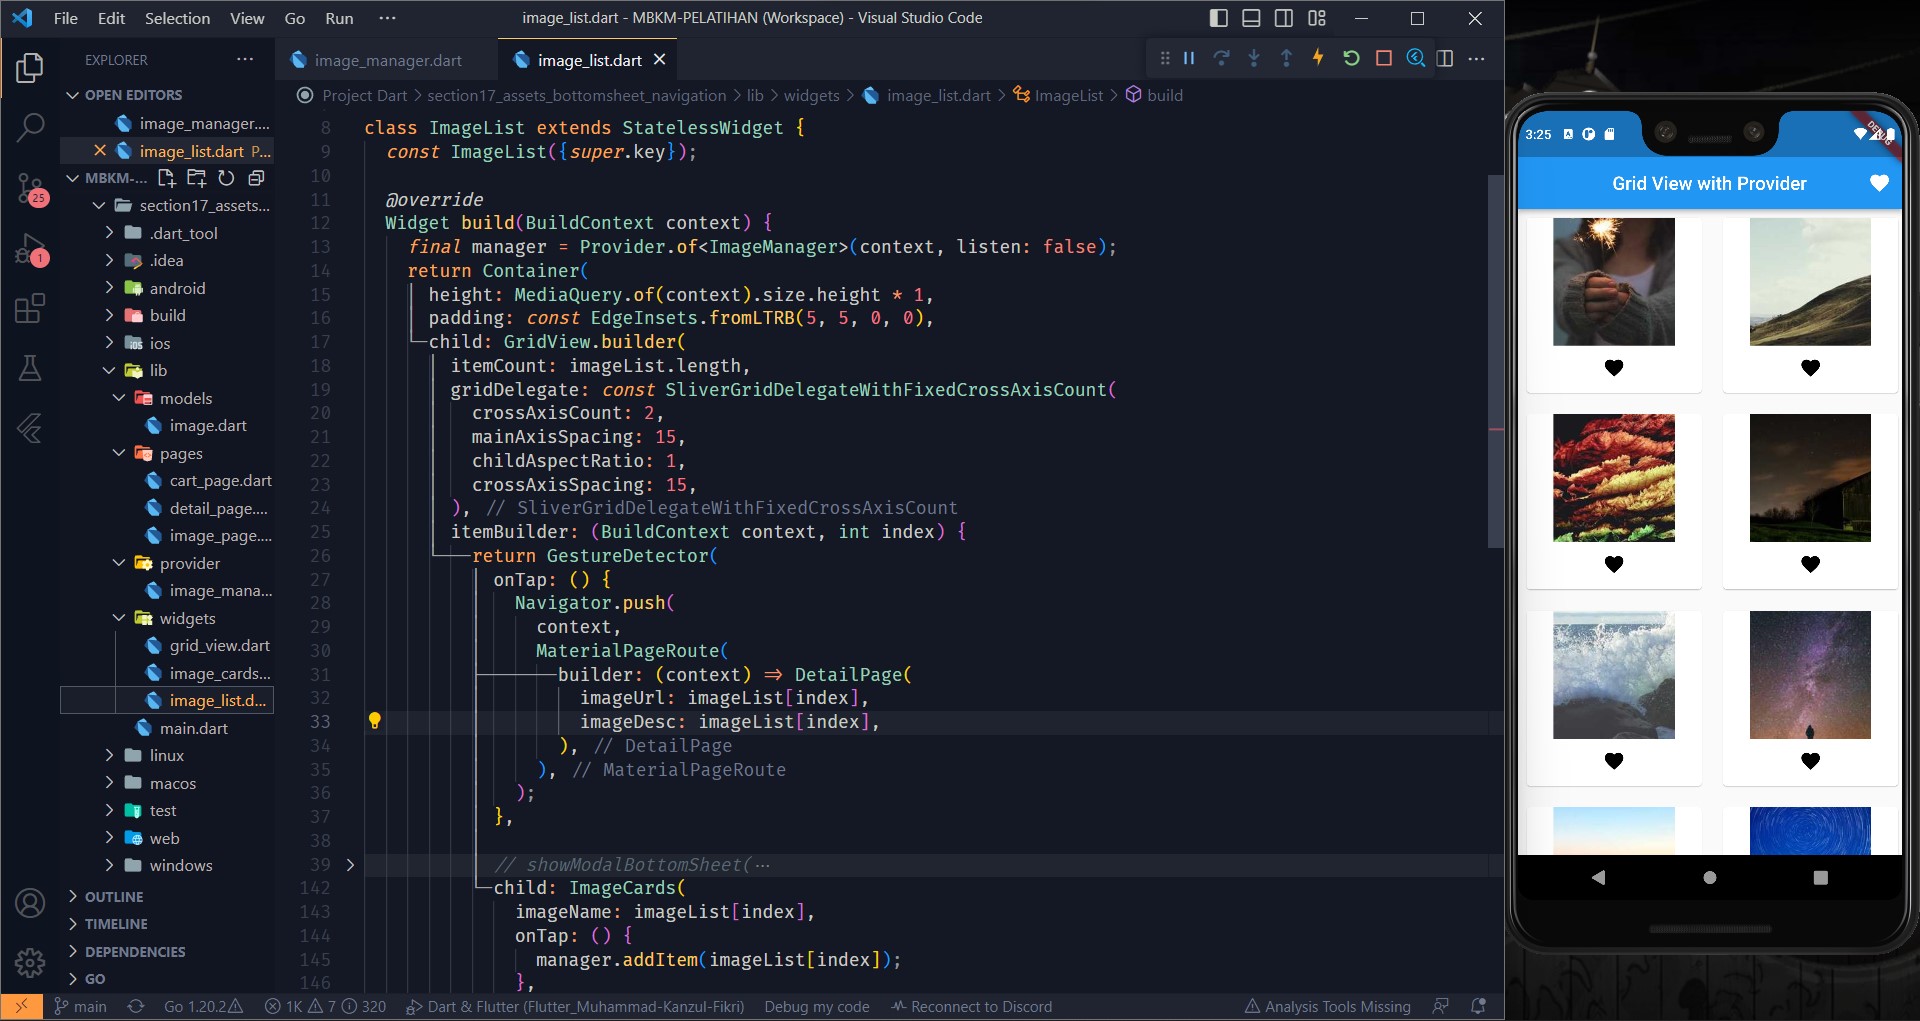 File Edit Selection View Go Run ···
image_list.dart - MBKM-PELATIHAN (Workspace) - Visual Studio Code
EXPLORER
OPEN EDITORS
image_manager....
image_list.dart P...
MBKM-...
section17_assets...
.dart_tool
.idea
android
build
ios
lib
models
image.dart
pages
cart_page.dart
detail_page....
image_page....
provider
image_mana...
widgets
grid_view.dart
image_cards...
image_list.d...
main.dart
linux
macos
test
web
windows
OUTLINE
TIMELINE
DEPENDENCIES
GO
25
1
image_manager.dart
image_list.dart
Project Dart > section17_assets_bottomsheet_navigation > lib > widgets > image_list.dart > ImageList > build
8 class ImageList extends StatelessWidget {
9 const ImageList({super.key});
10
11 @override
12 Widget build(BuildContext context) {
13 final manager = Provider.of<ImageManager>(context, listen: false);
14 return Container(
15 height: MediaQuery.of(context).size.height * 1,
16 padding: const EdgeInsets.fromLTRB(5, 5, 0, 0),
17 child: GridView.builder(
18 itemCount: imageList.length,
19 gridDelegate: const SliverGridDelegateWithFixedCrossAxisCount(
20 crossAxisCount: 2,
21 mainAxisSpacing: 15,
22 childAspectRatio: 1,
23 crossAxisSpacing: 15,
24 ), // SliverGridDelegateWithFixedCrossAxisCount
25 itemBuilder: (BuildContext context, int index) {
26 return GestureDetector(
27 onTap: () {
28 Navigator.push(
29 context,
30 MaterialPageRoute(
31 builder: (context) => DetailPage(
32 imageUrl: imageList[index],
33 imageDesc: imageList[index],
34 ), // DetailPage
35 ), // MaterialPageRoute
36 );
37 },
38
39 // showModalBottomSheet( ···
142 child: ImageCards(
143 imageName: imageList[index],
144 onTap: () {
145 manager.addItem(imageList[index]);
146 },
main Go 1.20.2 1K 7 320 Dart & Flutter (Flutter_Muhammad-Kanzul-Fikri) Debug my code Reconnect to Discord Analysis Tools Missing
3:25
DEBUG
Grid View with Provider